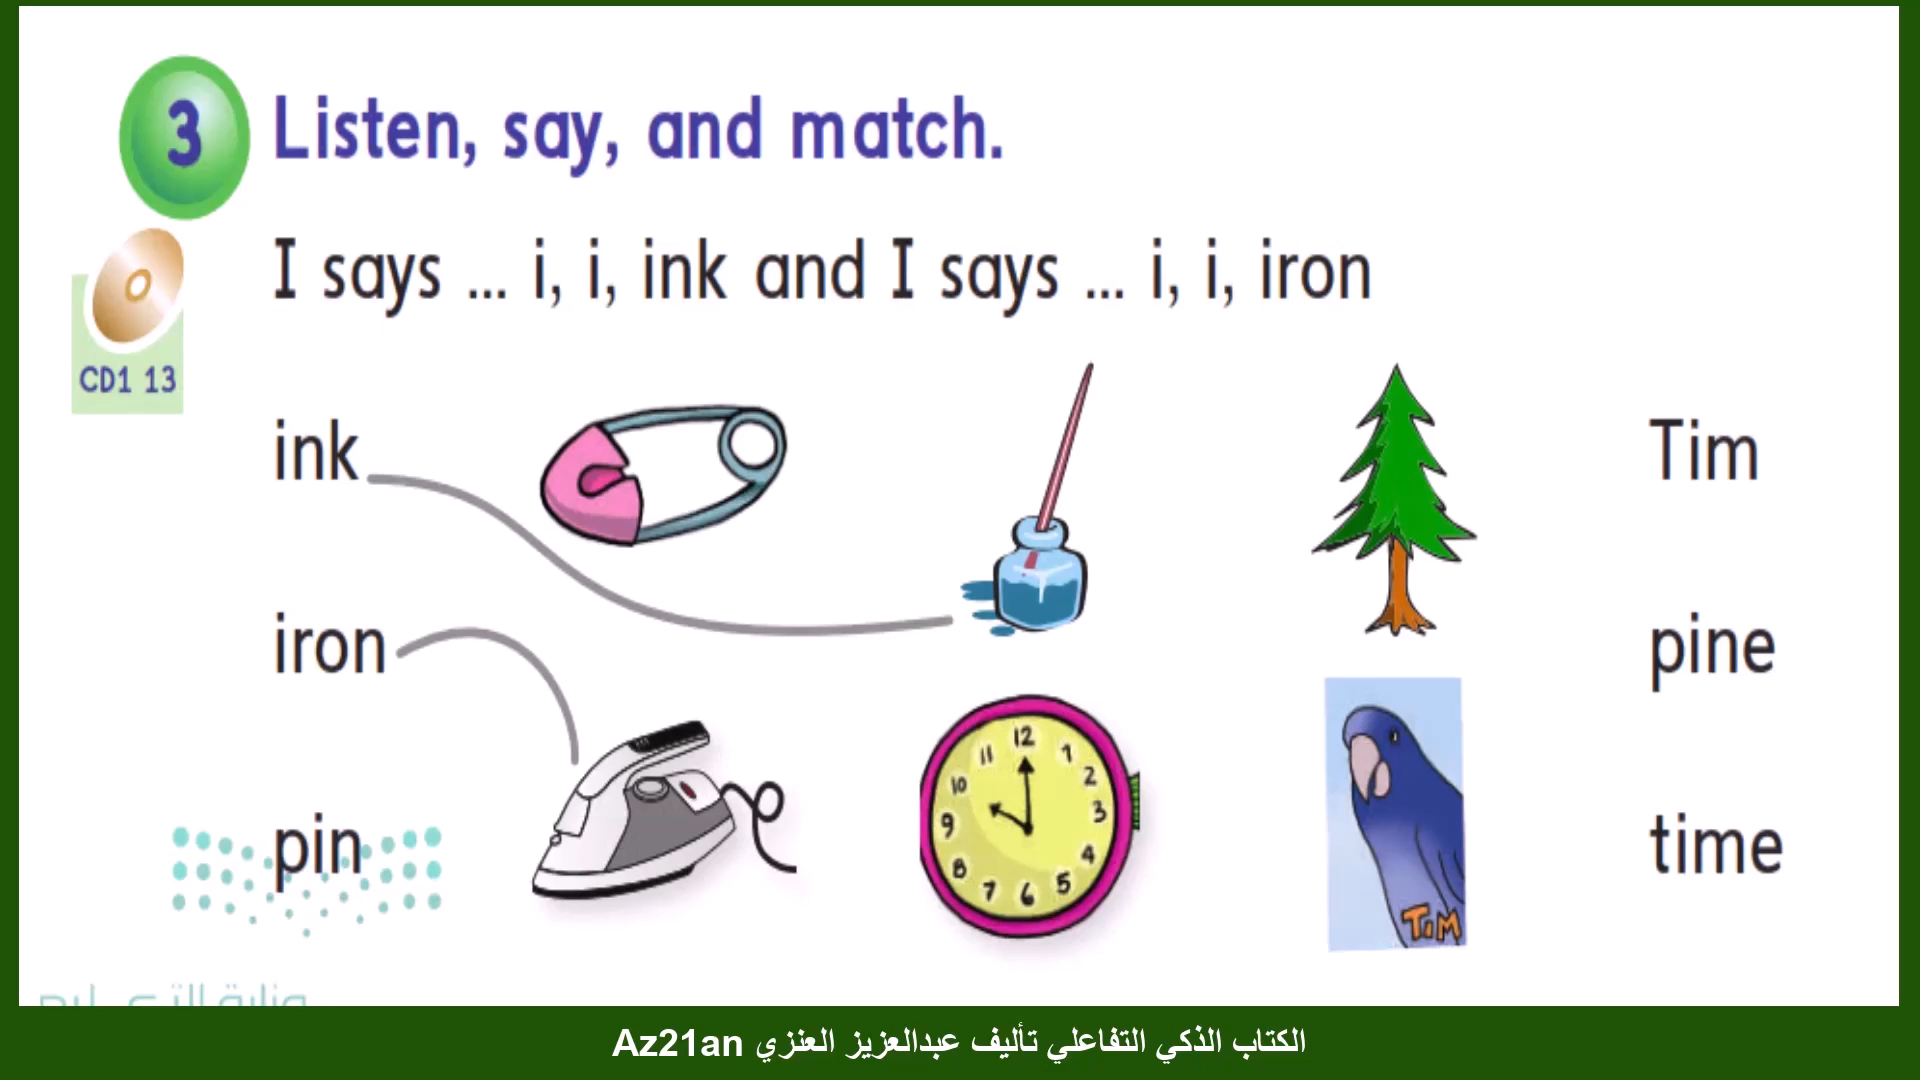 3 Listen, say, and match.
I says ... i, i, ink and I says ... i, i, iron
CD1 13
ink
Tim
iron
pine
pin
time
12
11 1
10 2
9 3
8 4
7 6 5
TiM
وزارة التعليم
الكتاب الذكي التفاعلي تأليف عبدالعزيز العنزي Az21an